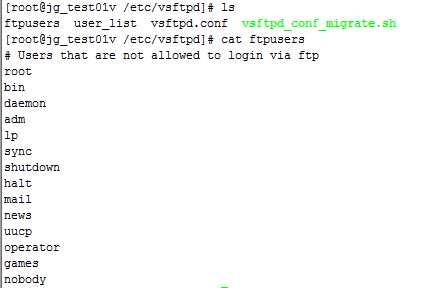 [root@jg_test01v /etc/vsftpd]# ls
ftpusers  user_list  vsftpd.conf  vsftpd_conf_migrate.sh
[root@jg_test01v /etc/vsftpd]# cat ftpusers
# Users that are not allowed to login via ftp
root
bin
daemon
adm
lp
sync
shutdown
halt
mail
news
uucp
operator
games
nobody